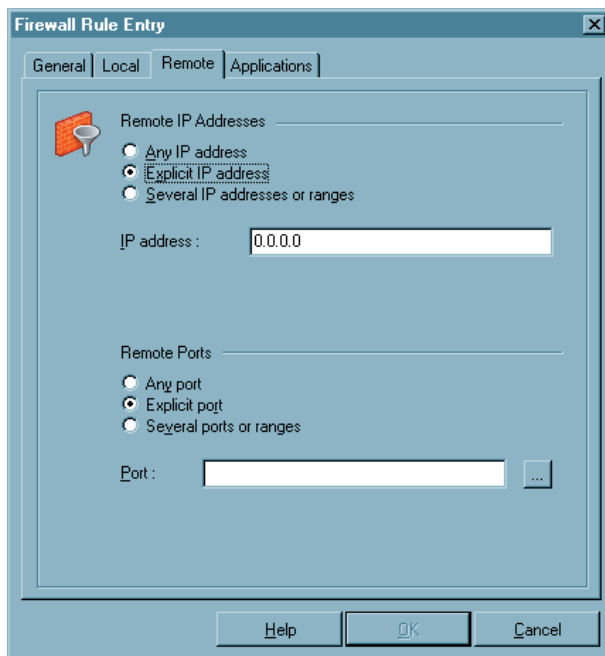 Firewall Rule Entry
General Local Remote Applications
Remote IP Addresses
Any IP address
Explicit IP address
Several IP addresses or ranges
IP address : 0.0.0.0
Remote Ports
Any port
Explicit port
Several ports or ranges
Port : ...
Help OK Cancel